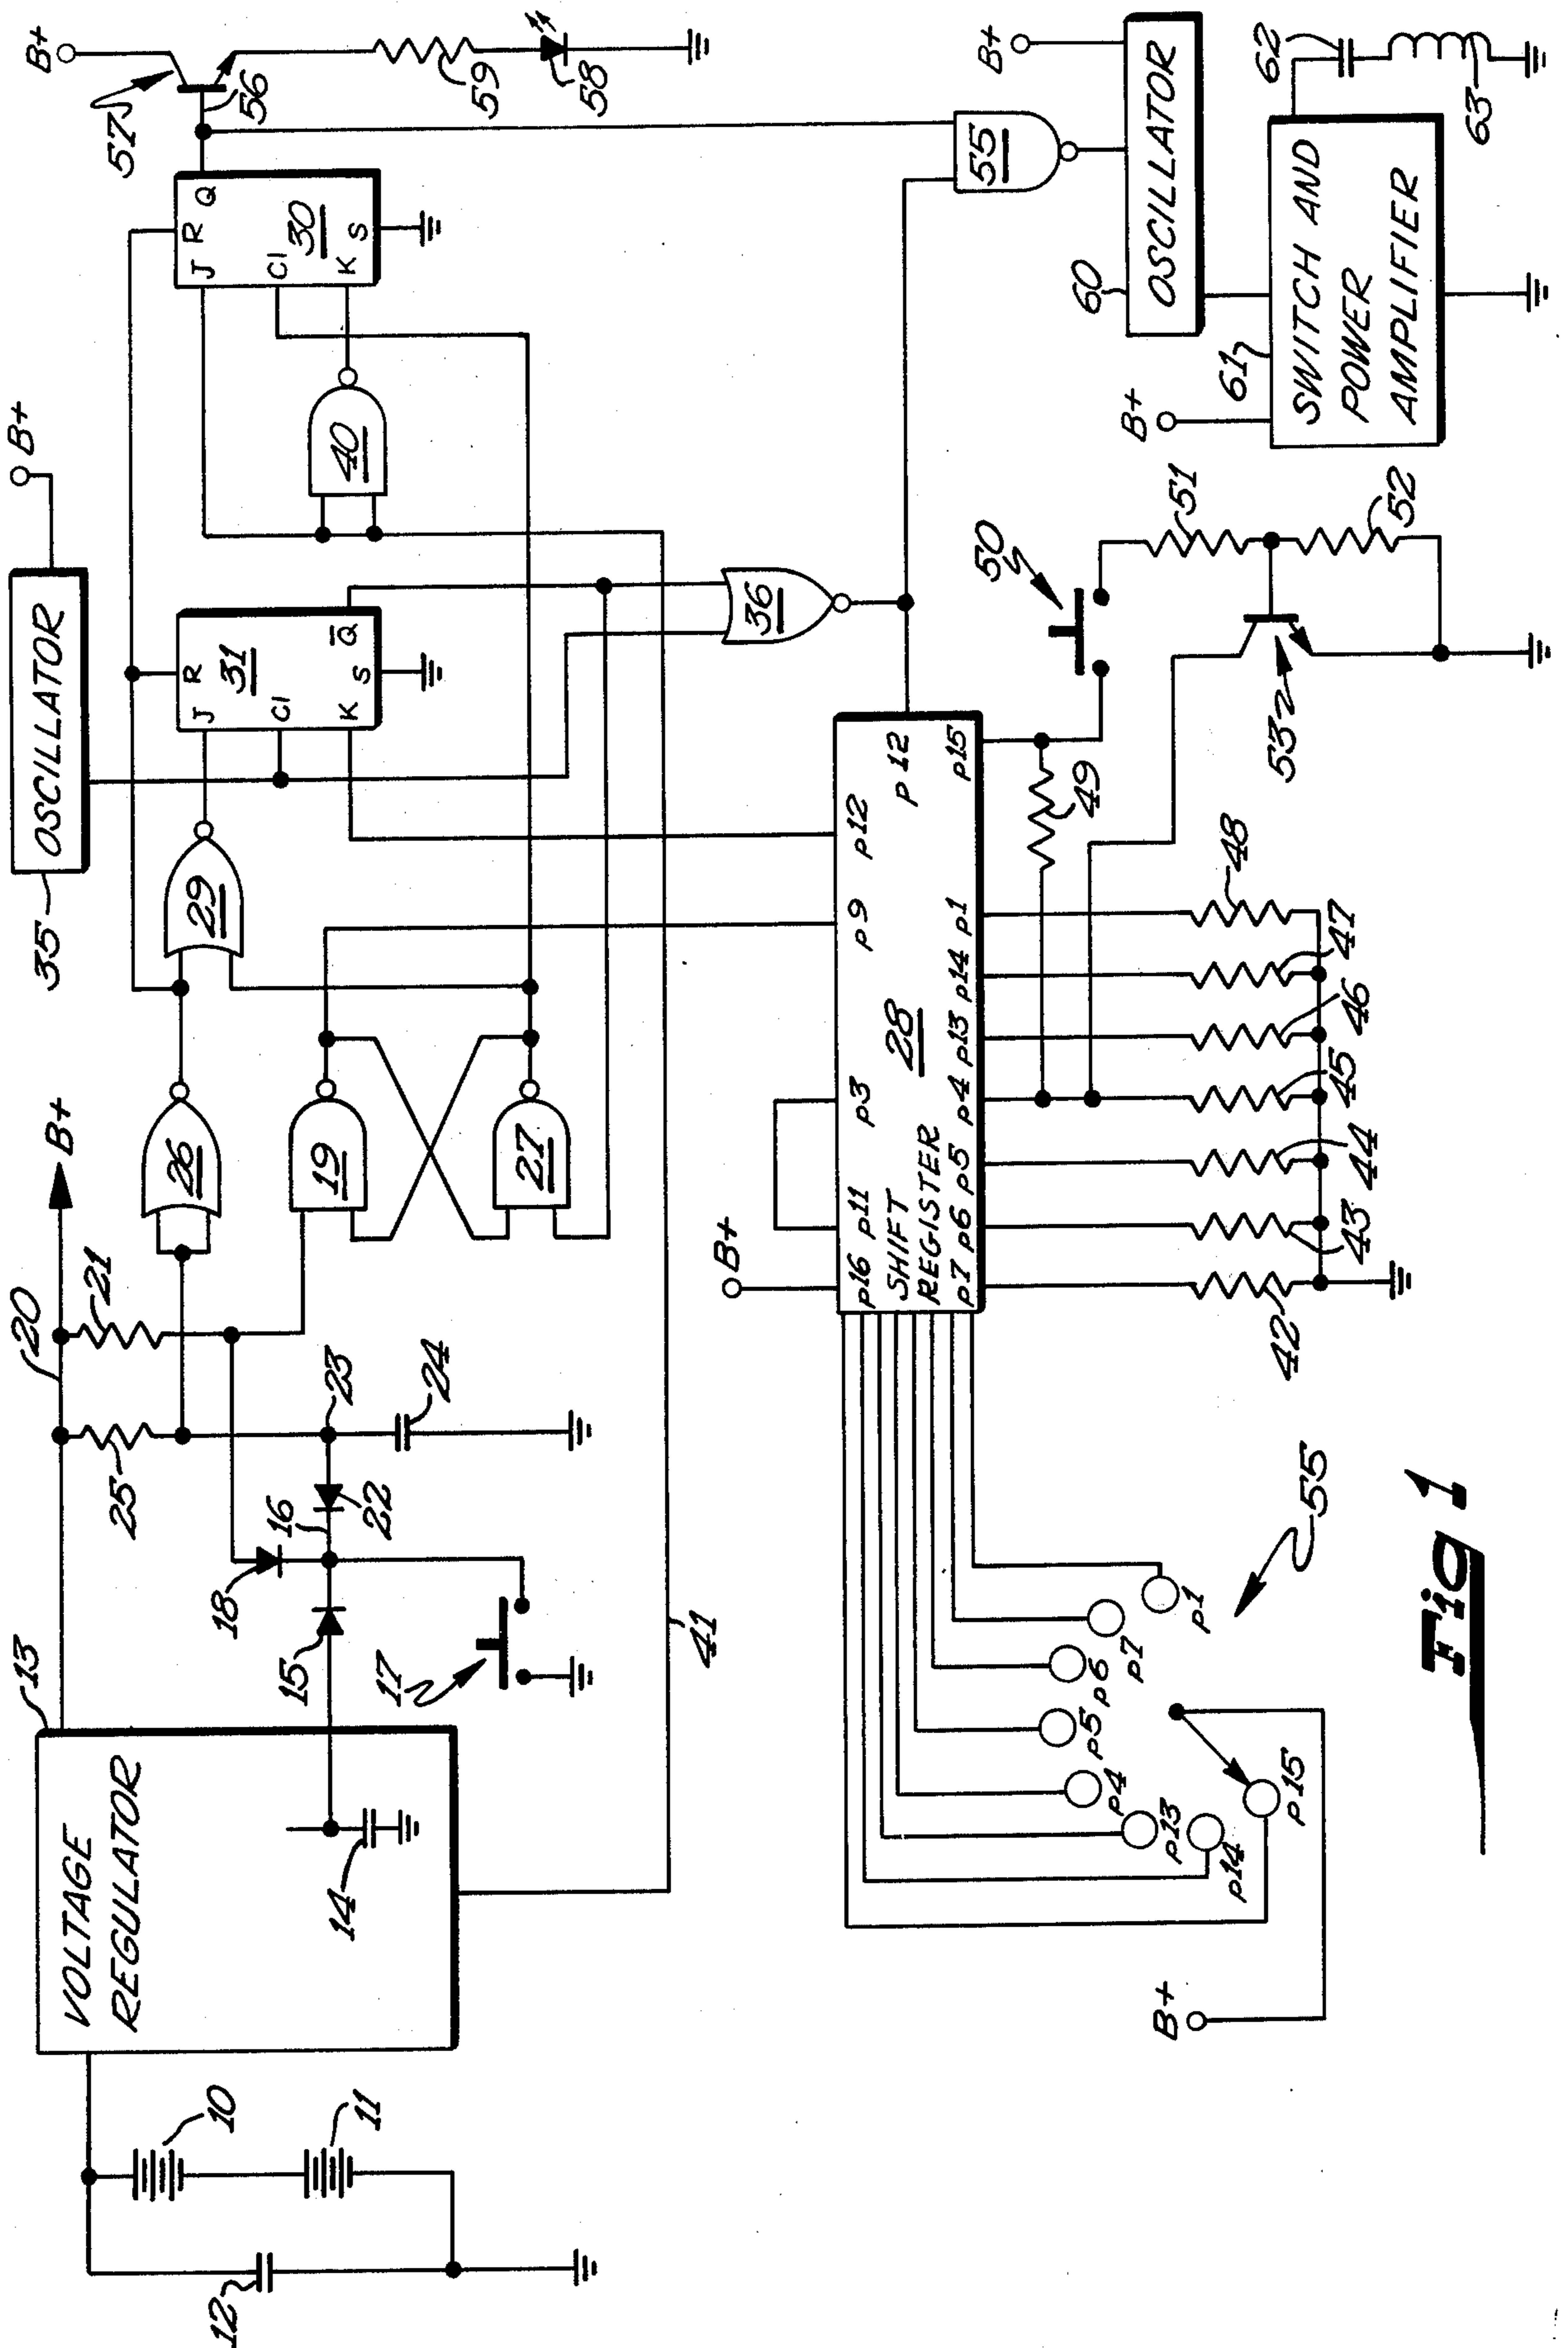 35
OSCILLATOR
B+
B+
57
56
59
58
13
20
B+
21
25
VOLTAGE
REGULATOR
26
29
J
R
31
Cl
K
S
Q̅
J
R
Q
30
Cl
K
S
40
19
27
18
16
15
22
23
24
17
14
41
10
11
12
36
B+
p16
p11
p3
p9
p12
SHIFT
REGISTER
28
p 12
p7
p6
p5
p4
p13
p14
p1
p15
50
49
51
52
53
42
43
44
45
46
47
48
55
B+
60
OSCILLATOR
B+
61
SWITCH AND
POWER
AMPLIFIER
62
63
p15
p14
p13
p4
p5
p6
p7
p1
55
B+
Fig 1